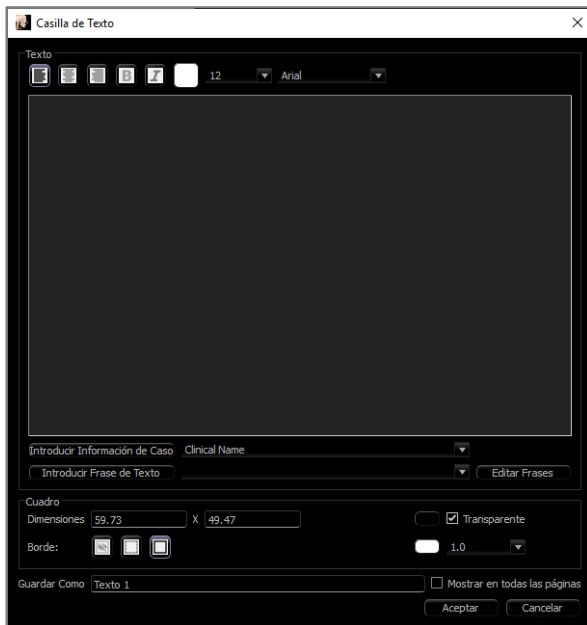 Casilla de Texto
Texto
B I 12 Arial
Introducir Información de Caso Clinical Name
Introducir Frase de Texto Editar Frases
Cuadro
Dimensiones 59.73 X 49.47 Transparente
Borde: 1.0
Guardar Como Texto 1 Mostrar en todas las páginas
Aceptar Cancelar